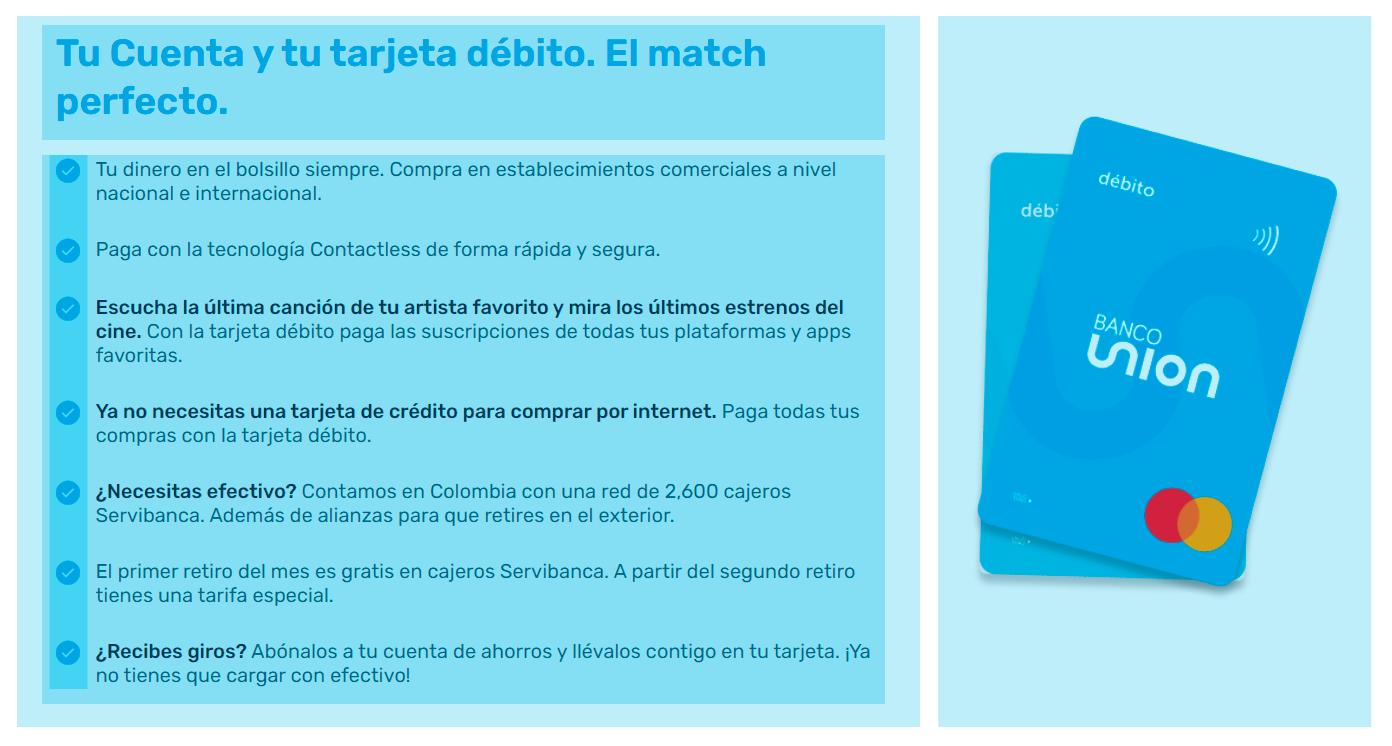 Tu Cuenta y tu tarjeta débito. El match
perfecto.
Tu dinero en el bolsillo siempre. Compra en establecimientos comerciales a nivel
nacional e internacional.
Paga con la tecnología Contactless de forma rápida y segura.
Escucha la última canción de tu artista favorito y mira los últimos estrenos del
cine. Con la tarjeta débito paga las suscripciones de todas tus plataformas y apps
favoritas.
Ya no necesitas una tarjeta de crédito para comprar por internet. Paga todas tus
compras con la tarjeta débito.
¿Necesitas efectivo? Contamos en Colombia con una red de 2,600 cajeros
Servibanca. Además de alianzas para que retires en el exterior.
El primer retiro del mes es gratis en cajeros Servibanca. A partir del segundo retiro
tienes una tarifa especial.
¿Recibes giros? Abónalos a tu cuenta de ahorros y llévalos contigo en tu tarjeta. ¡Ya
no tienes que cargar con efectivo!
débito
débi
BANCO
union